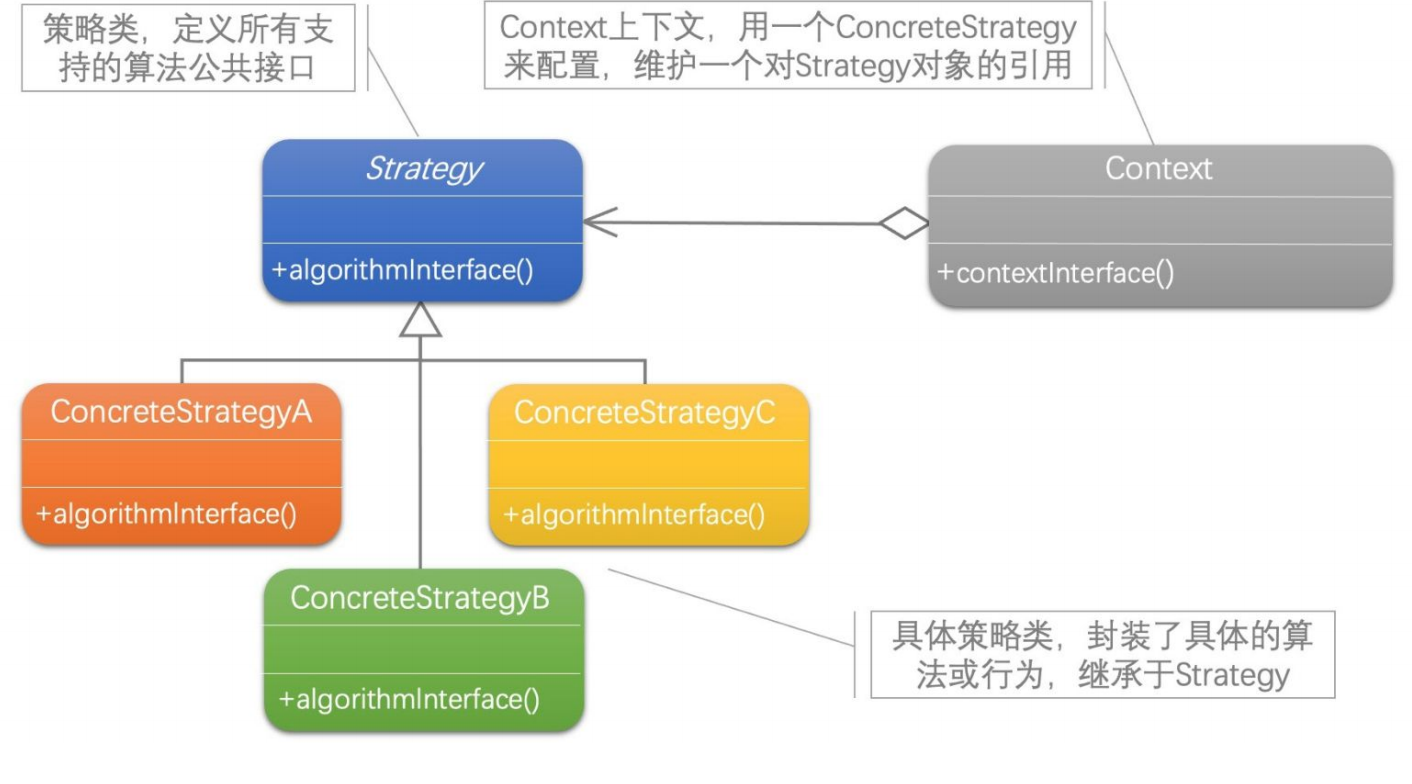 策略类，定义所有支
持的算法公共接口
Context上下文，用一个ConcreteStrategy
来配置，维护一个对Strategy对象的引用
Strategy
+algorithmInterface()
Context
+contextInterface()
ConcreteStrategyA
+algorithmInterface()
ConcreteStrategyC
+algorithmInterface()
ConcreteStrategyB
+algorithmInterface()
具体策略类，封装了具体的算
法或行为，继承于Strategy